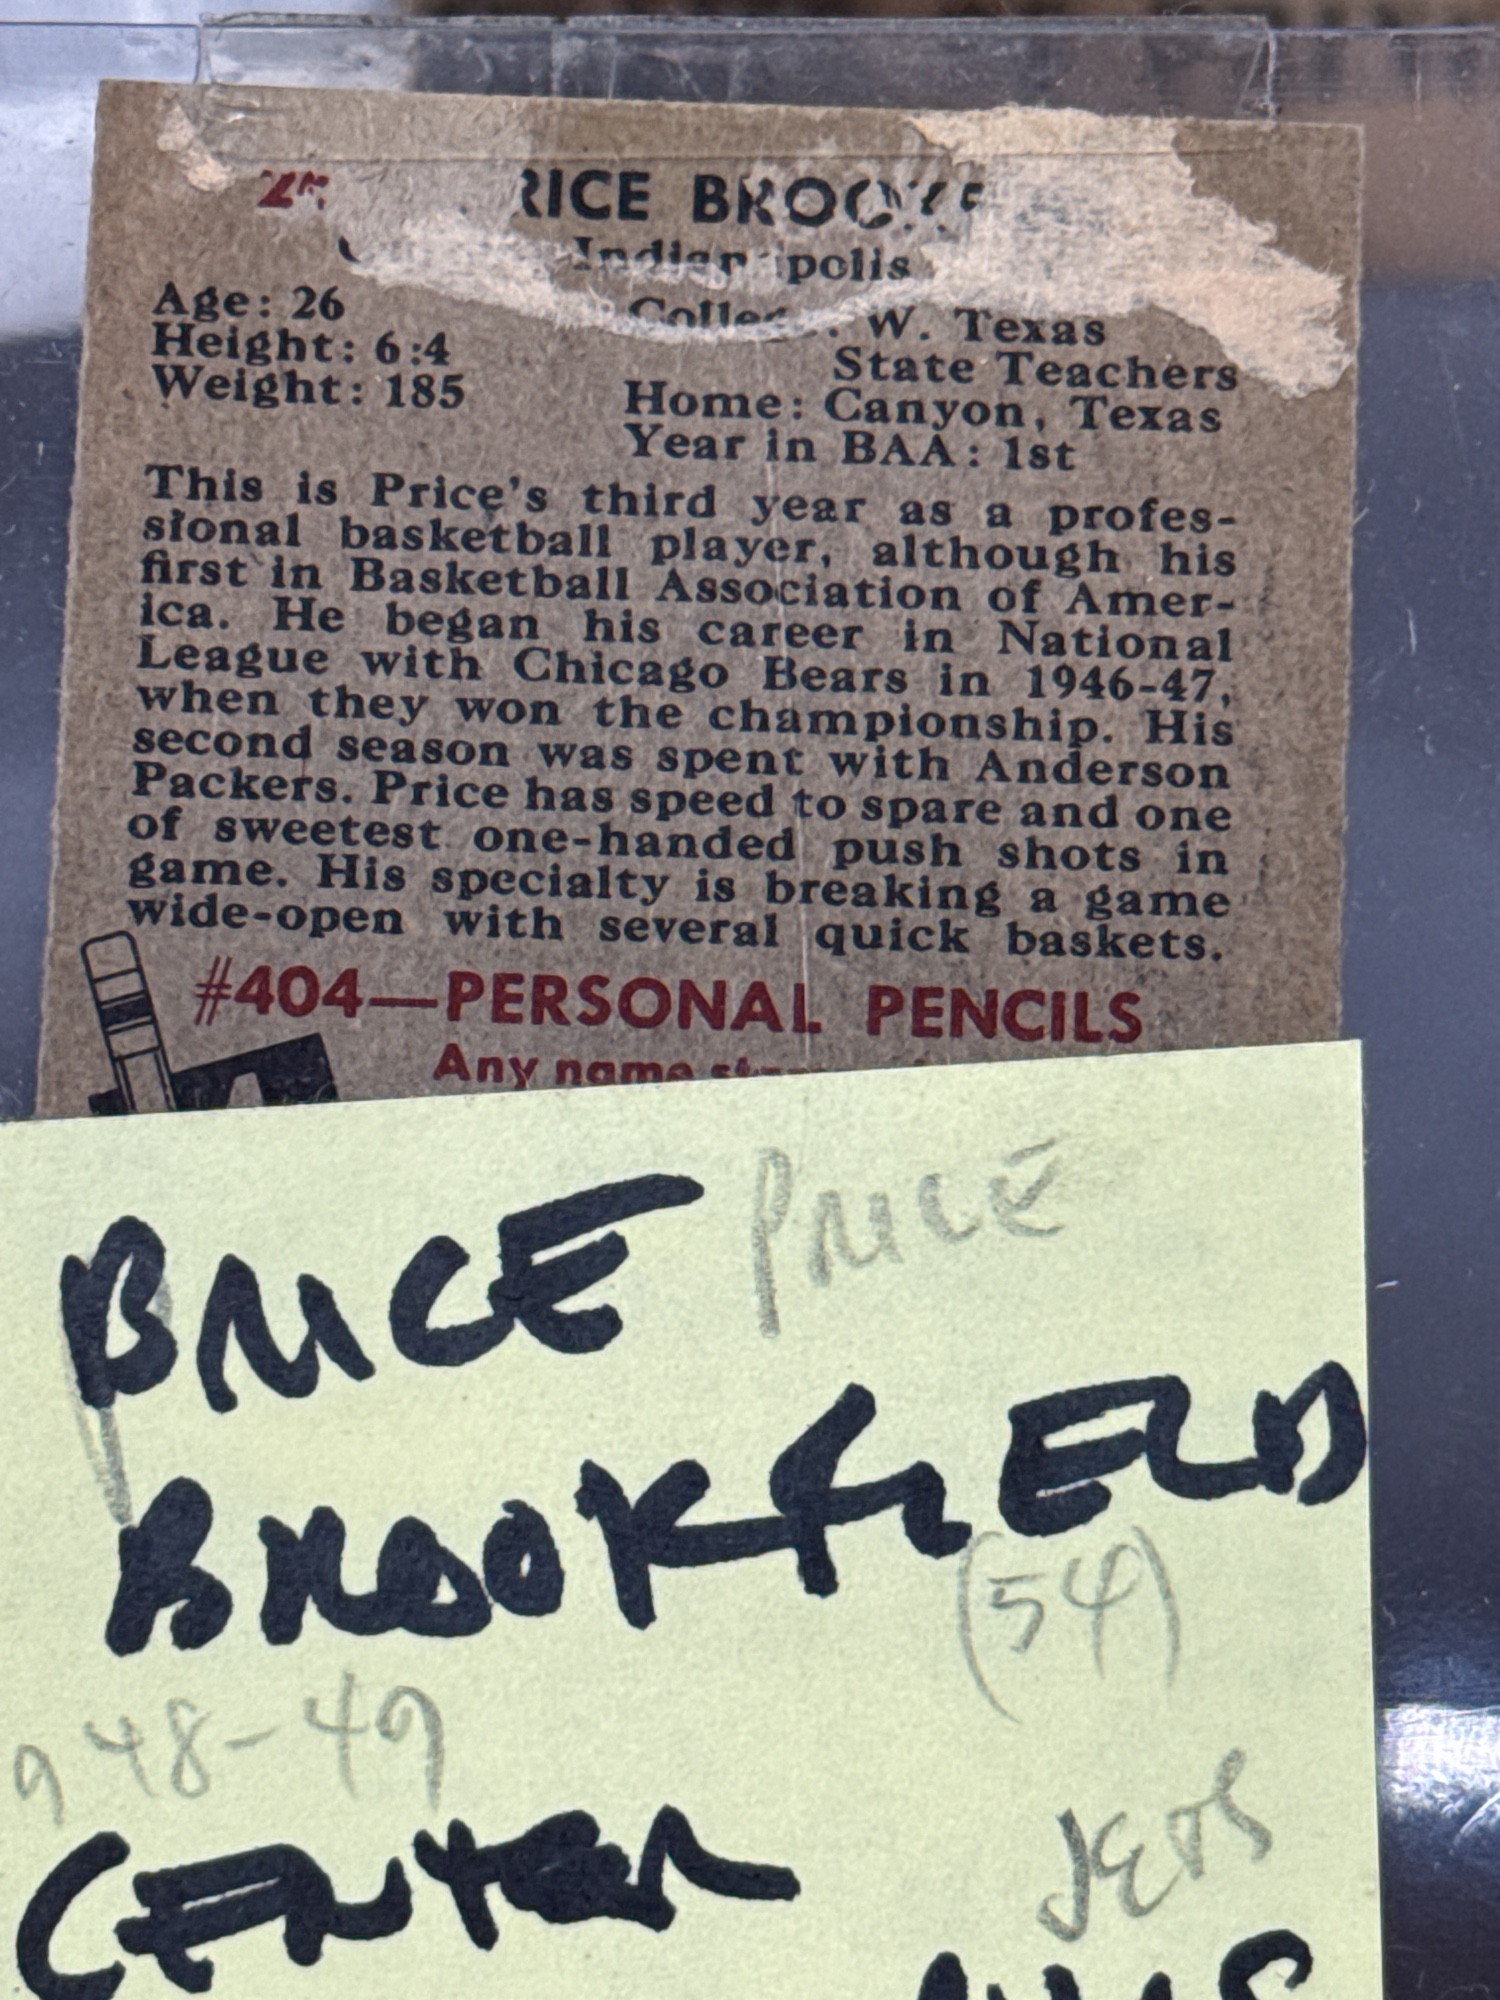 RICE BROOK
Indianapolis
Age: 26
College: W. Texas
Height: 6:4
State Teachers
Weight: 185
Home: Canyon, Texas
Year in BAA: 1st
This is Price's third year as a profes-
sional basketball player, although his
first in Basketball Association of Amer-
ica. He began his career in National
League with Chicago Bears in 1946-47,
when they won the championship. His
second season was spent with Anderson
Packers. Price has speed to spare and one
of sweetest one-handed push shots in
game. His specialty is breaking a game
wide-open with several quick baskets.
#404—PERSONAL PENCILS
Any name
BRICE PRICE
BROOKFIELD
(54)
948-49
JETS
CENTER